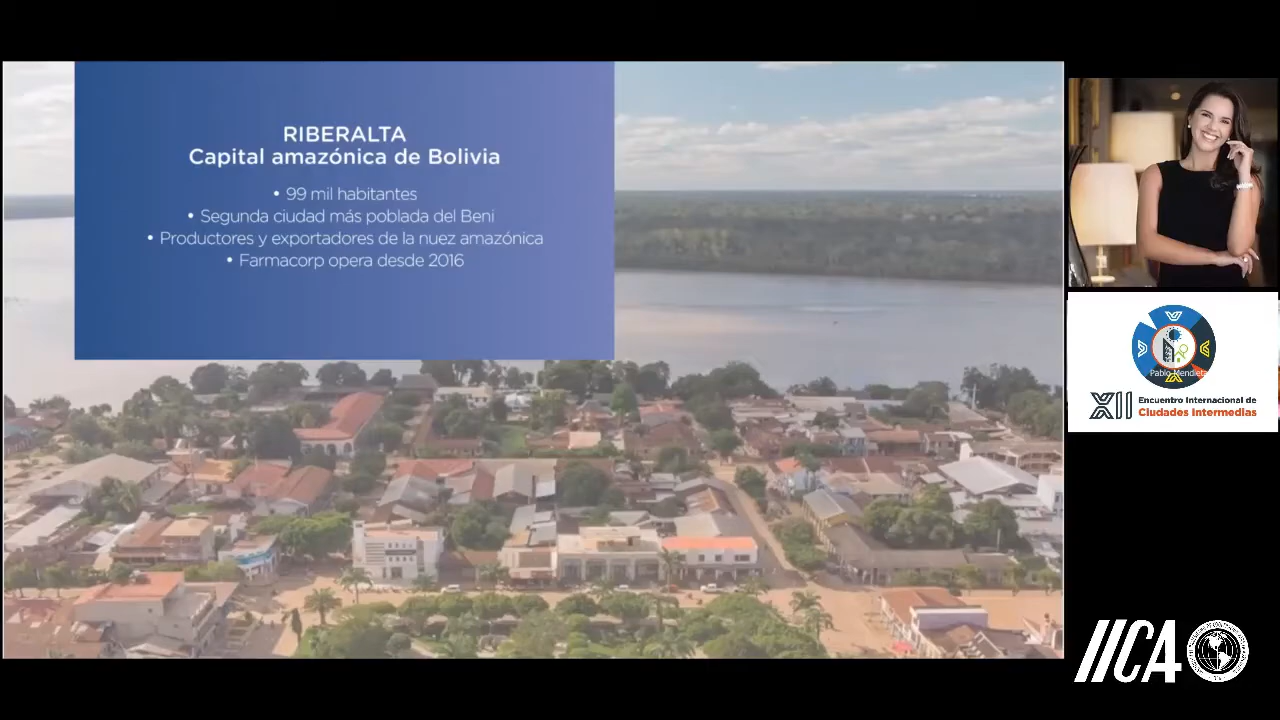 RIBERALTA
Capital amazónica de Bolivia
• 99 mil habitantes
• Segunda ciudad más poblada del Beni
• Productores y exportadores de la nuez amazónica
• Farmacorp opera desde 2016
Pablo Mendieta
XII Encuentro Internacional de
Ciudades Intermedias
IICA